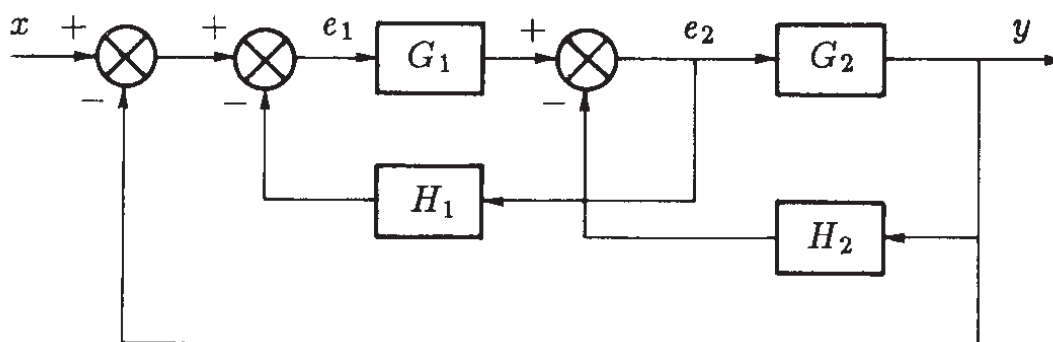 x + + e₁ G₁ + e₂ G₂ y
− − −
H₁
H₂